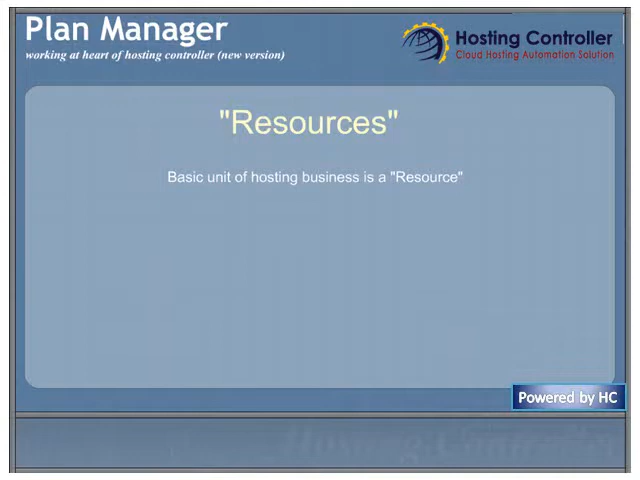 Plan Manager
working at heart of hosting controller (new version)
Hosting Controller
Cloud Hosting Automation Solution
"Resources"
Basic unit of hosting business is a "Resource"
Powered by HC